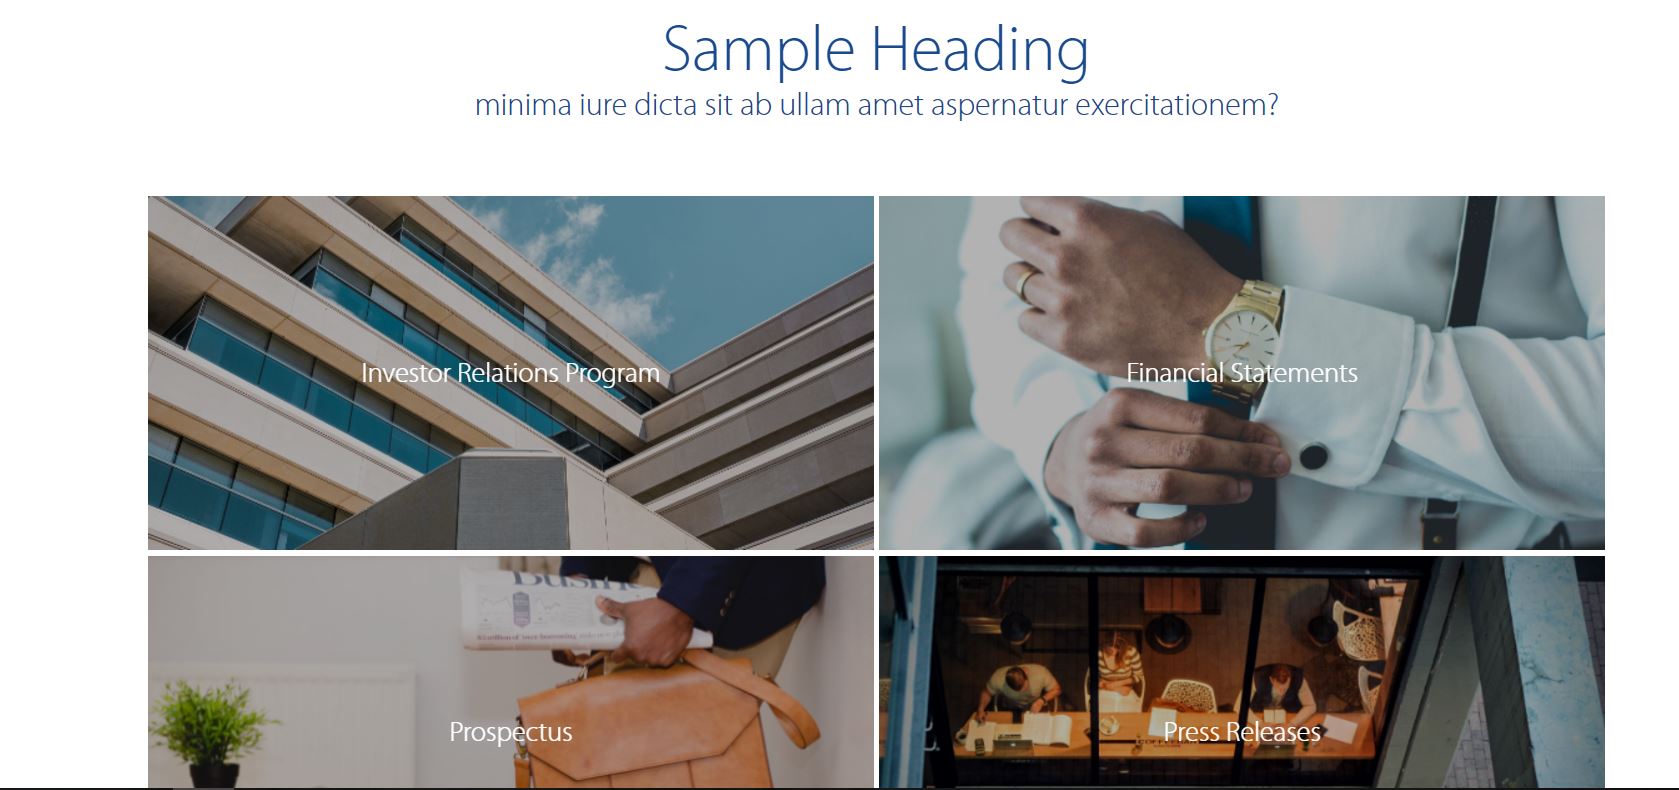 Sample Heading
minima iure dicta sit ab ullam amet aspernatur exercitationem?
Investor Relations Program
Financial Statements
Prospectus
Press Releases